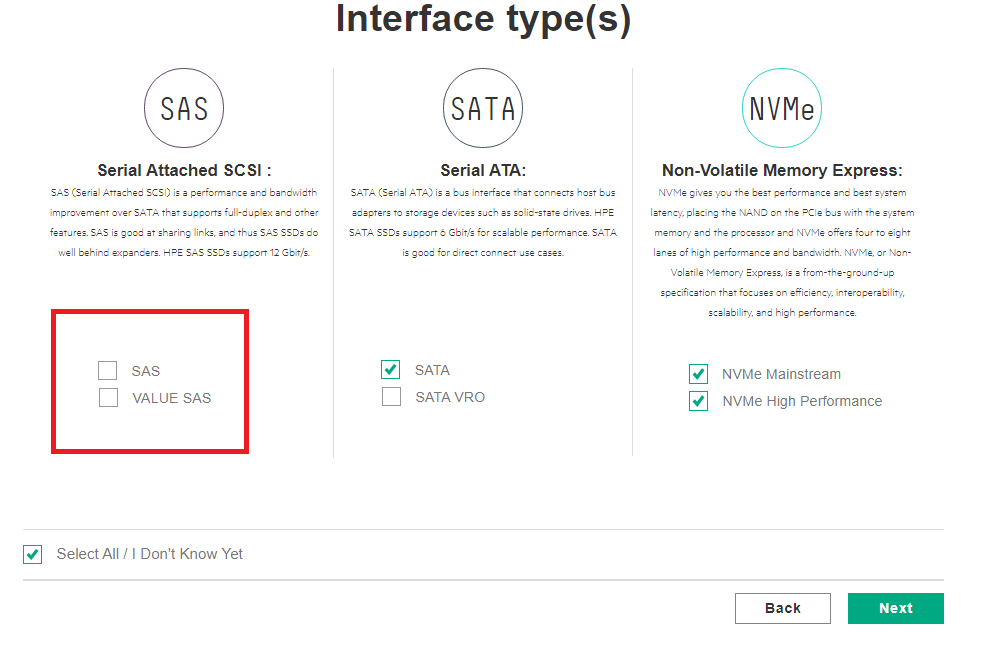 Interface type(s)
SAS
Serial Attached SCSI :
SAS (Serial Attached SCSI) is a performance and bandwidth
improvement over SATA that supports full-duplex and other
features. SAS is good at sharing links, and thus SAS SSDs do
well behind expanders. HPE SAS SSDs support 12 Gbit/s.
SAS
VALUE SAS
SATA
Serial ATA:
SATA (Serial ATA) is a bus interface that connects host bus
adapters to storage devices such as solid-state drives. HPE
SATA SSDs support 6 Gbit/s for scalable performance. SATA
is good for direct connect use cases.
SATA
SATA VRO
NVMe
Non-Volatile Memory Express:
NVMe gives you the best performance and best system
latency, placing the NAND on the PCIe bus with the system
memory and the processor and NVMe offers four to eight
lanes of high performance and bandwidth. NVMe, or Non-
Volatile Memory Express, is a from-the-ground-up
specification that focuses on efficiency, interoperability,
scalability, and high performance.
NVMe Mainstream
NVMe High Performance
Select All / I Don't Know Yet
Back
Next